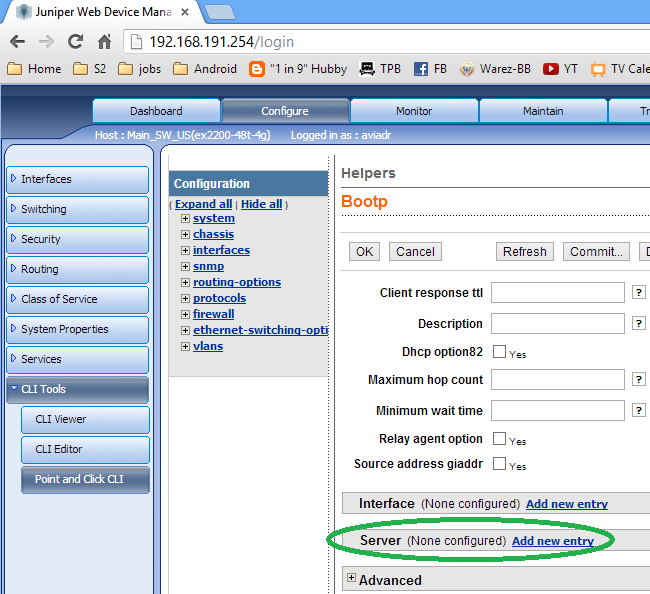 Juniper Web Device Mana
192.168.191.254/login
Home S2 jobs Android "1 in 9" Hubby TPB FB Warez-BB YT TV Cale
Dashboard Configure Monitor Maintain Tr
Host : Main_SW_US(ex2200-48t-4g) Logged in as : aviadr
Interfaces
Switching
Security
Routing
Class of Service
System Properties
Services
CLI Tools
CLI Viewer
CLI Editor
Point and Click CLI
Configuration
( Expand all | Hide all )
system
chassis
interfaces
snmp
routing-options
protocols
firewall
ethernet-switching-opti
vlans
Helpers
Bootp
OK Cancel Refresh Commit... D
Client response ttl ?
Description ?
Dhcp option82 Yes
Maximum hop count ?
Minimum wait time ?
Relay agent option Yes
Source address giaddr Yes
Interface (None configured) Add new entry
Server (None configured) Add new entry
Advanced